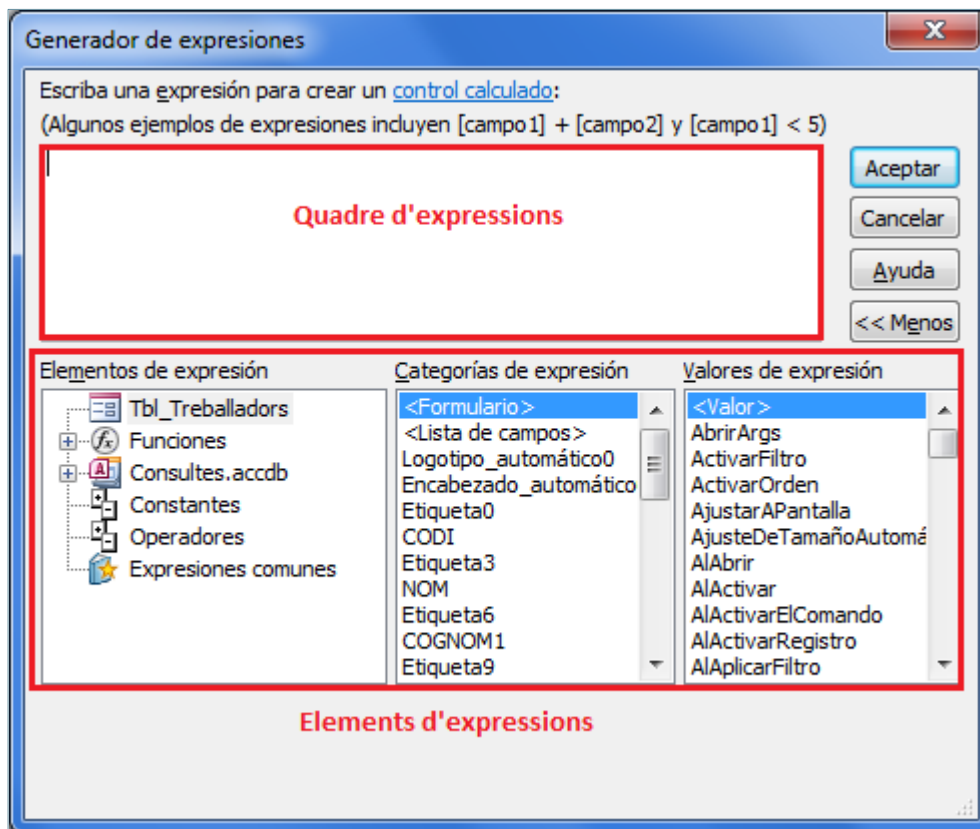 Generador de expresiones
Escriba una expresión para crear un control calculado:
(Algunos ejemplos de expresiones incluyen [campo1] + [campo2] y [campo1] < 5)
Quadre d'expressions
Aceptar
Cancelar
Ayuda
<< Menos
Elementos de expresión
Tbl_Treballadors
Funciones
Consultes.accdb
Constantes
Operadores
Expresiones comunes
Categorías de expresión
<Formulario>
<Lista de campos>
Logotipo_automático0
Encabezado_automático
Etiqueta0
CODI
Etiqueta3
NOM
Etiqueta6
COGNOM1
Etiqueta9
Valores de expresión
<Valor>
AbrirArgs
ActivarFiltro
ActivarOrden
AjustarAPantalla
AjusteDeTamañoAutomá
AlAbrir
AlActivar
AlActivarElComando
AlActivarRegistro
AlAplicarFiltro
Elements d'expressions